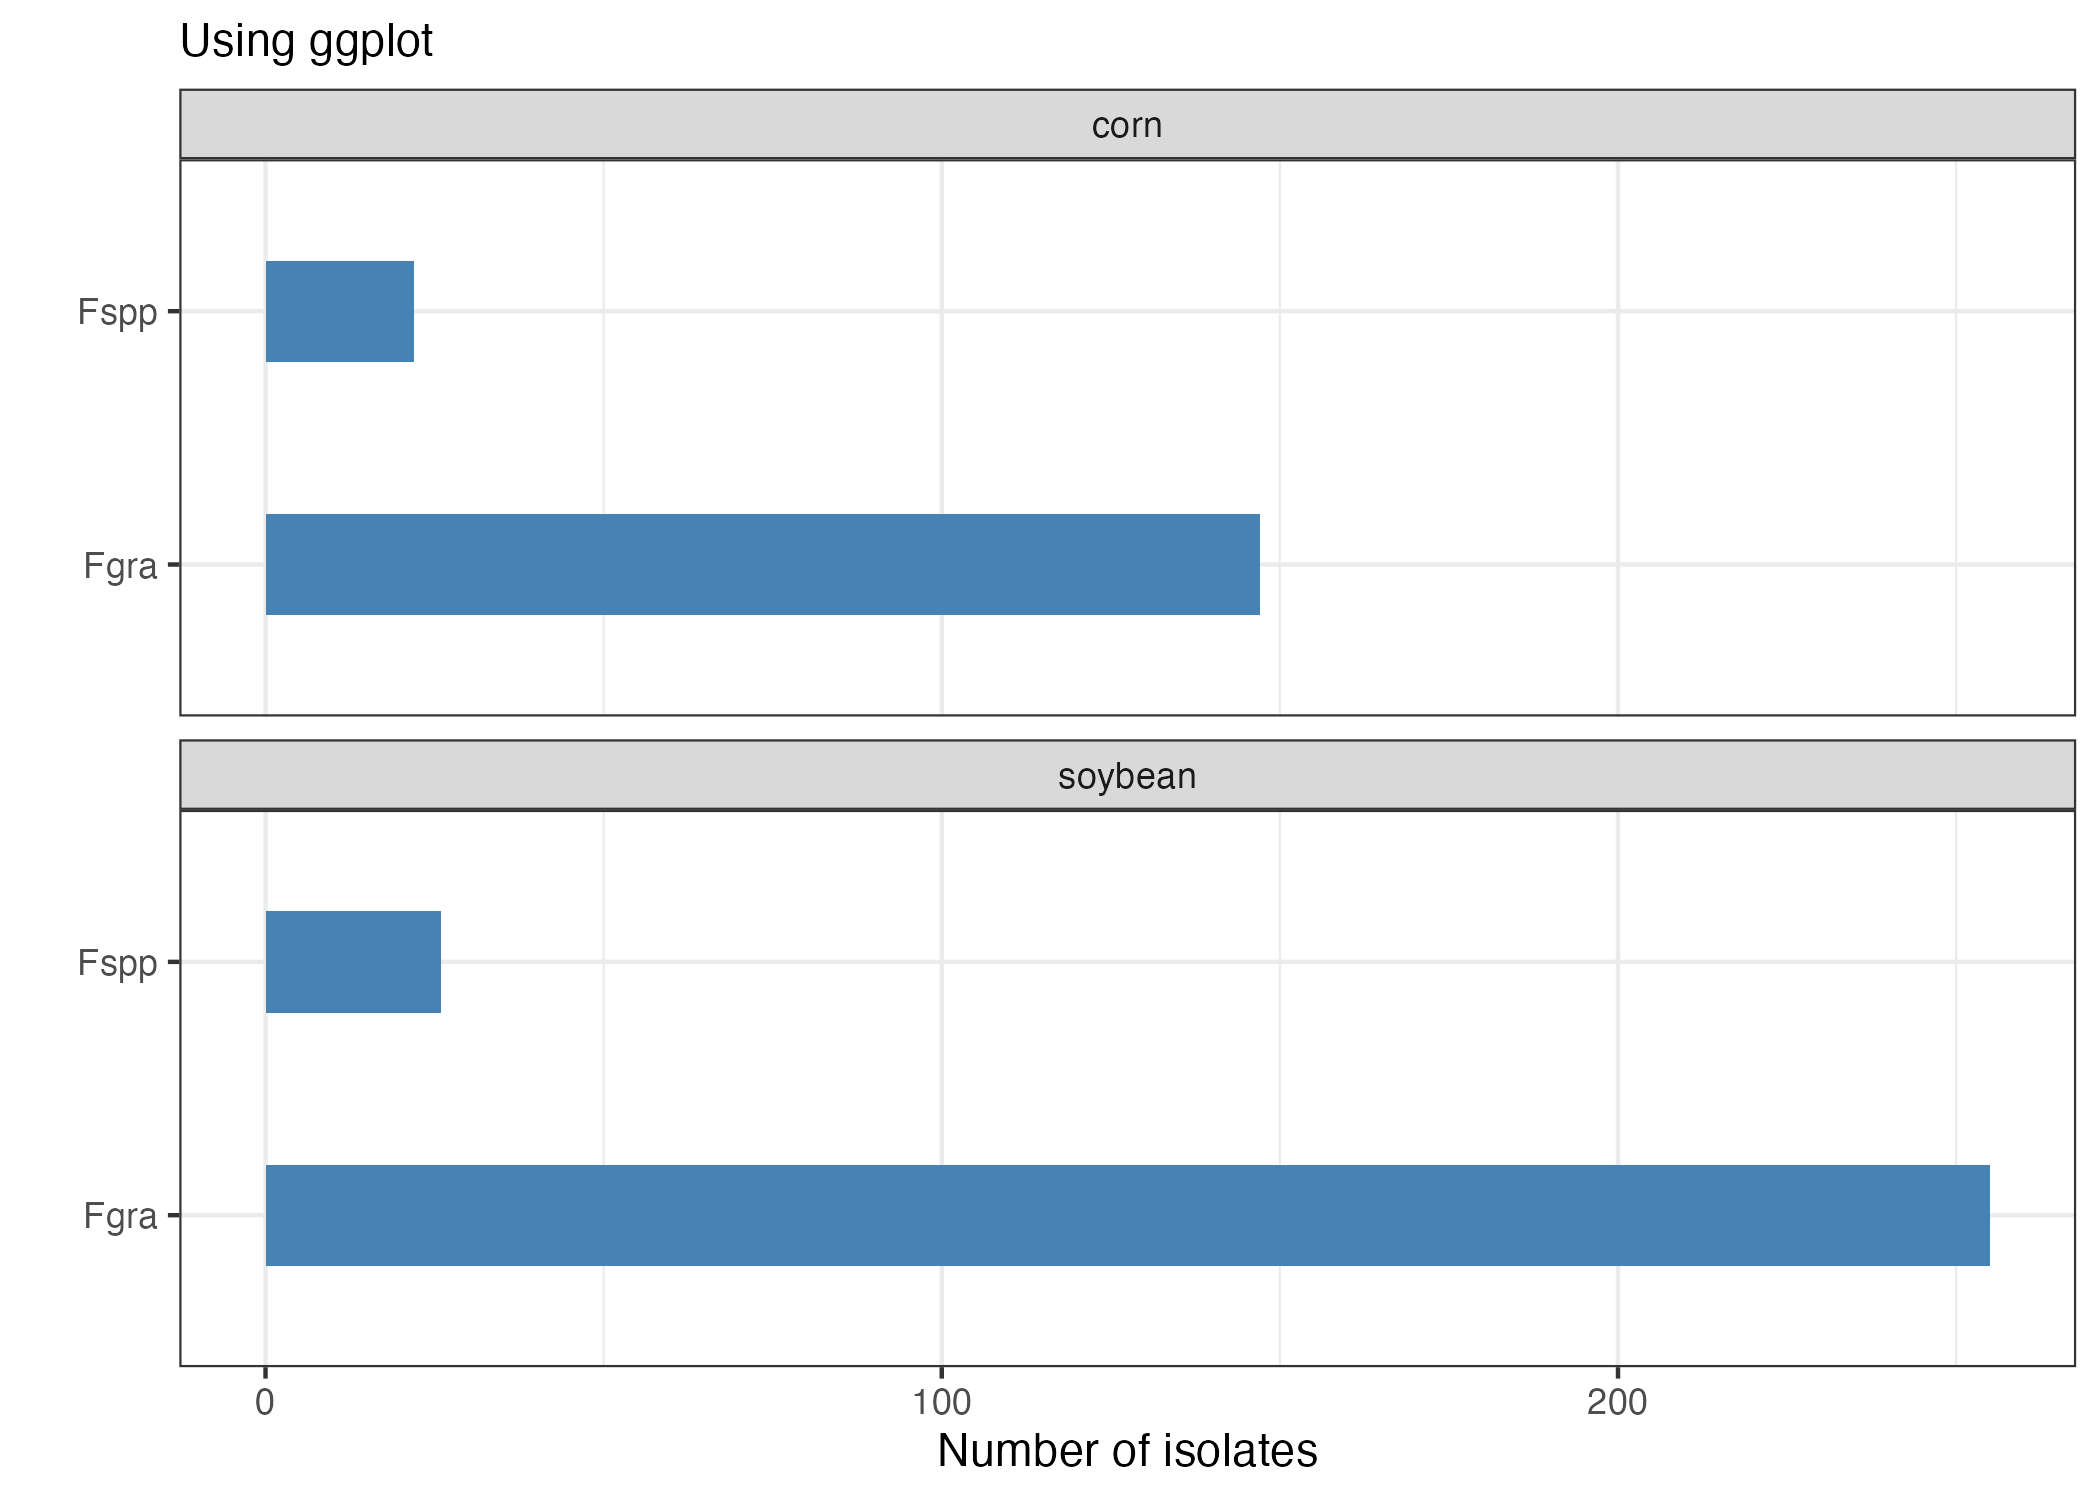 Using ggplot
corn
Fspp
Fgra
soybean
Fspp
Fgra
0 100 200
Number of isolates